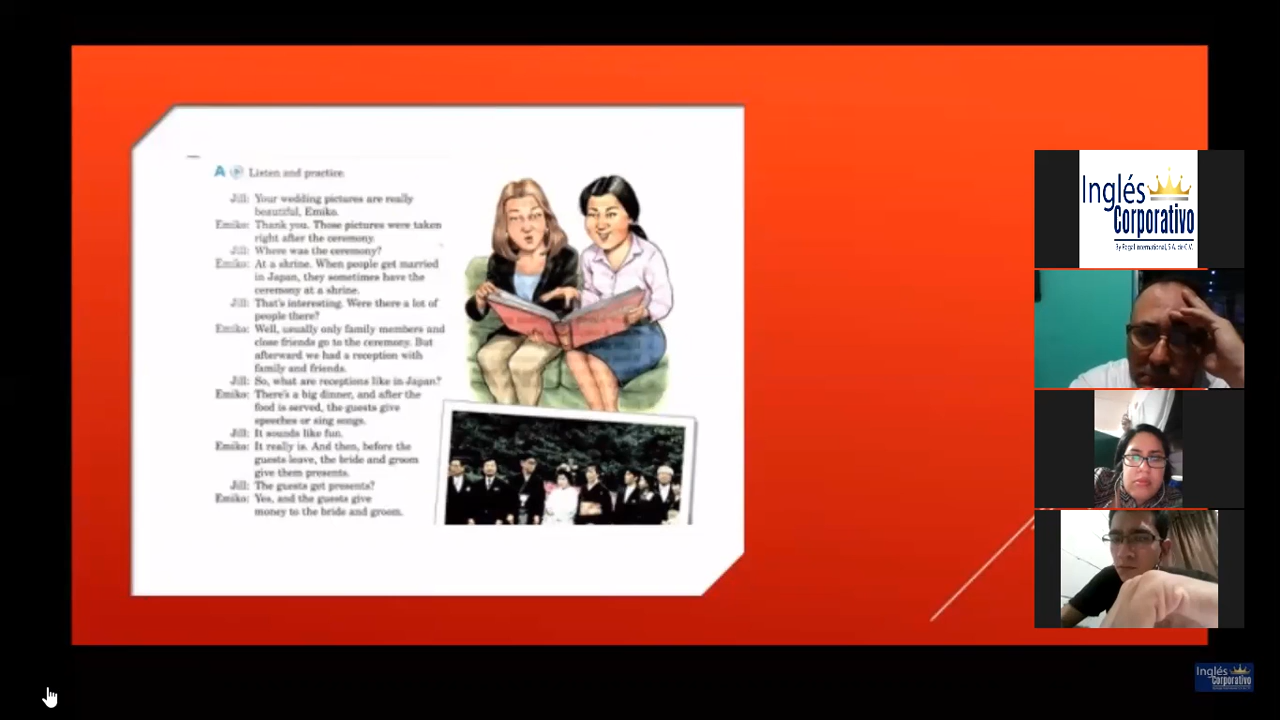 A Listen and practice.
Jill: Your wedding pictures are really
beautiful, Emiko.
Emiko: Thank you. Those pictures were taken
right after the ceremony.
Jill: Where was the ceremony?
Emiko: At a shrine. When people get married
in Japan, they sometimes have the
ceremony at a shrine.
Jill: That's interesting. Were there a lot of
people there?
Emiko: Well, usually only family members and
close friends go to the ceremony. But
afterward we had a reception with
family and friends.
Jill: So, what are receptions like in Japan?
Emiko: There's a big dinner, and after the
food is served, the guests give
speeches or sing songs.
Jill: It sounds like fun.
Emiko: It really is. And then, before the
guests leave, the bride and groom
give them presents.
Jill: The guests get presents?
Emiko: Yes, and the guests give
money to the bride and groom.
Inglés
Corporativo
By Regal International, S.A. de C.V.
Inglés
Corporativo